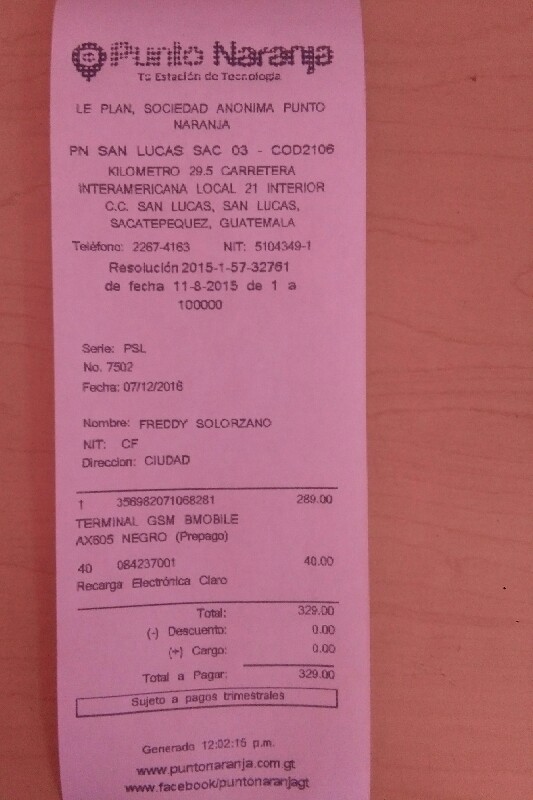 Punto Naranja
Tu Estación de Tecnología
LE PLAN, SOCIEDAD ANONIMA PUNTO
NARANJA
PN SAN LUCAS SAC 03 - COD2106
KILOMETRO 29.5 CARRETERA
INTERAMERICANA LOCAL 21 INTERIOR
C.C. SAN LUCAS, SAN LUCAS,
SACATEPEQUEZ, GUATEMALA
Teléfono: 2267-4163 NIT: 5104349-1
Resolución 2015-1-57-32761
de fecha 11-8-2015 de 1 a
100000
Serie: PSL
No. 7502
Fecha: 07/12/2016
Nombre: FREDDY SOLORZANO
NIT: CF
Direccion: CIUDAD
1 356982071068281 289.00
TERMINAL GSM BMOBILE
AX605 NEGRO (Prepago)
40 084237001 40.00
Recarga Electrónica Claro
Total: 329.00
(-) Descuento: 0.00
(+) Cargo: 0.00
Total a Pagar: 329.00
Sujeto a pagos trimestrales
Generado 12:02:15 p.m.
www.puntonaranja.com.gt
www.facebook/puntonaranjagt